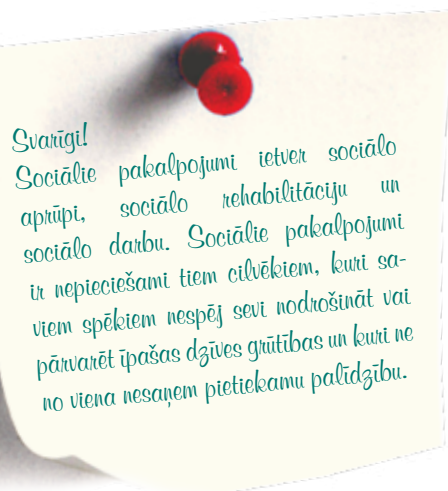 Svarīgi!
Sociālie pakalpojumi ietver sociālo
aprūpi, sociālo rehabilitāciju un
sociālo darbu. Sociālie pakalpojumi
ir nepieciešami tiem cilvēkiem, kuri sa-
viem spēkiem nespēj sevi nodrošināt vai
pārvarēt īpašas dzīves grūtības un kuri ne
no viena nesaņem pietiekamu palīdzību.